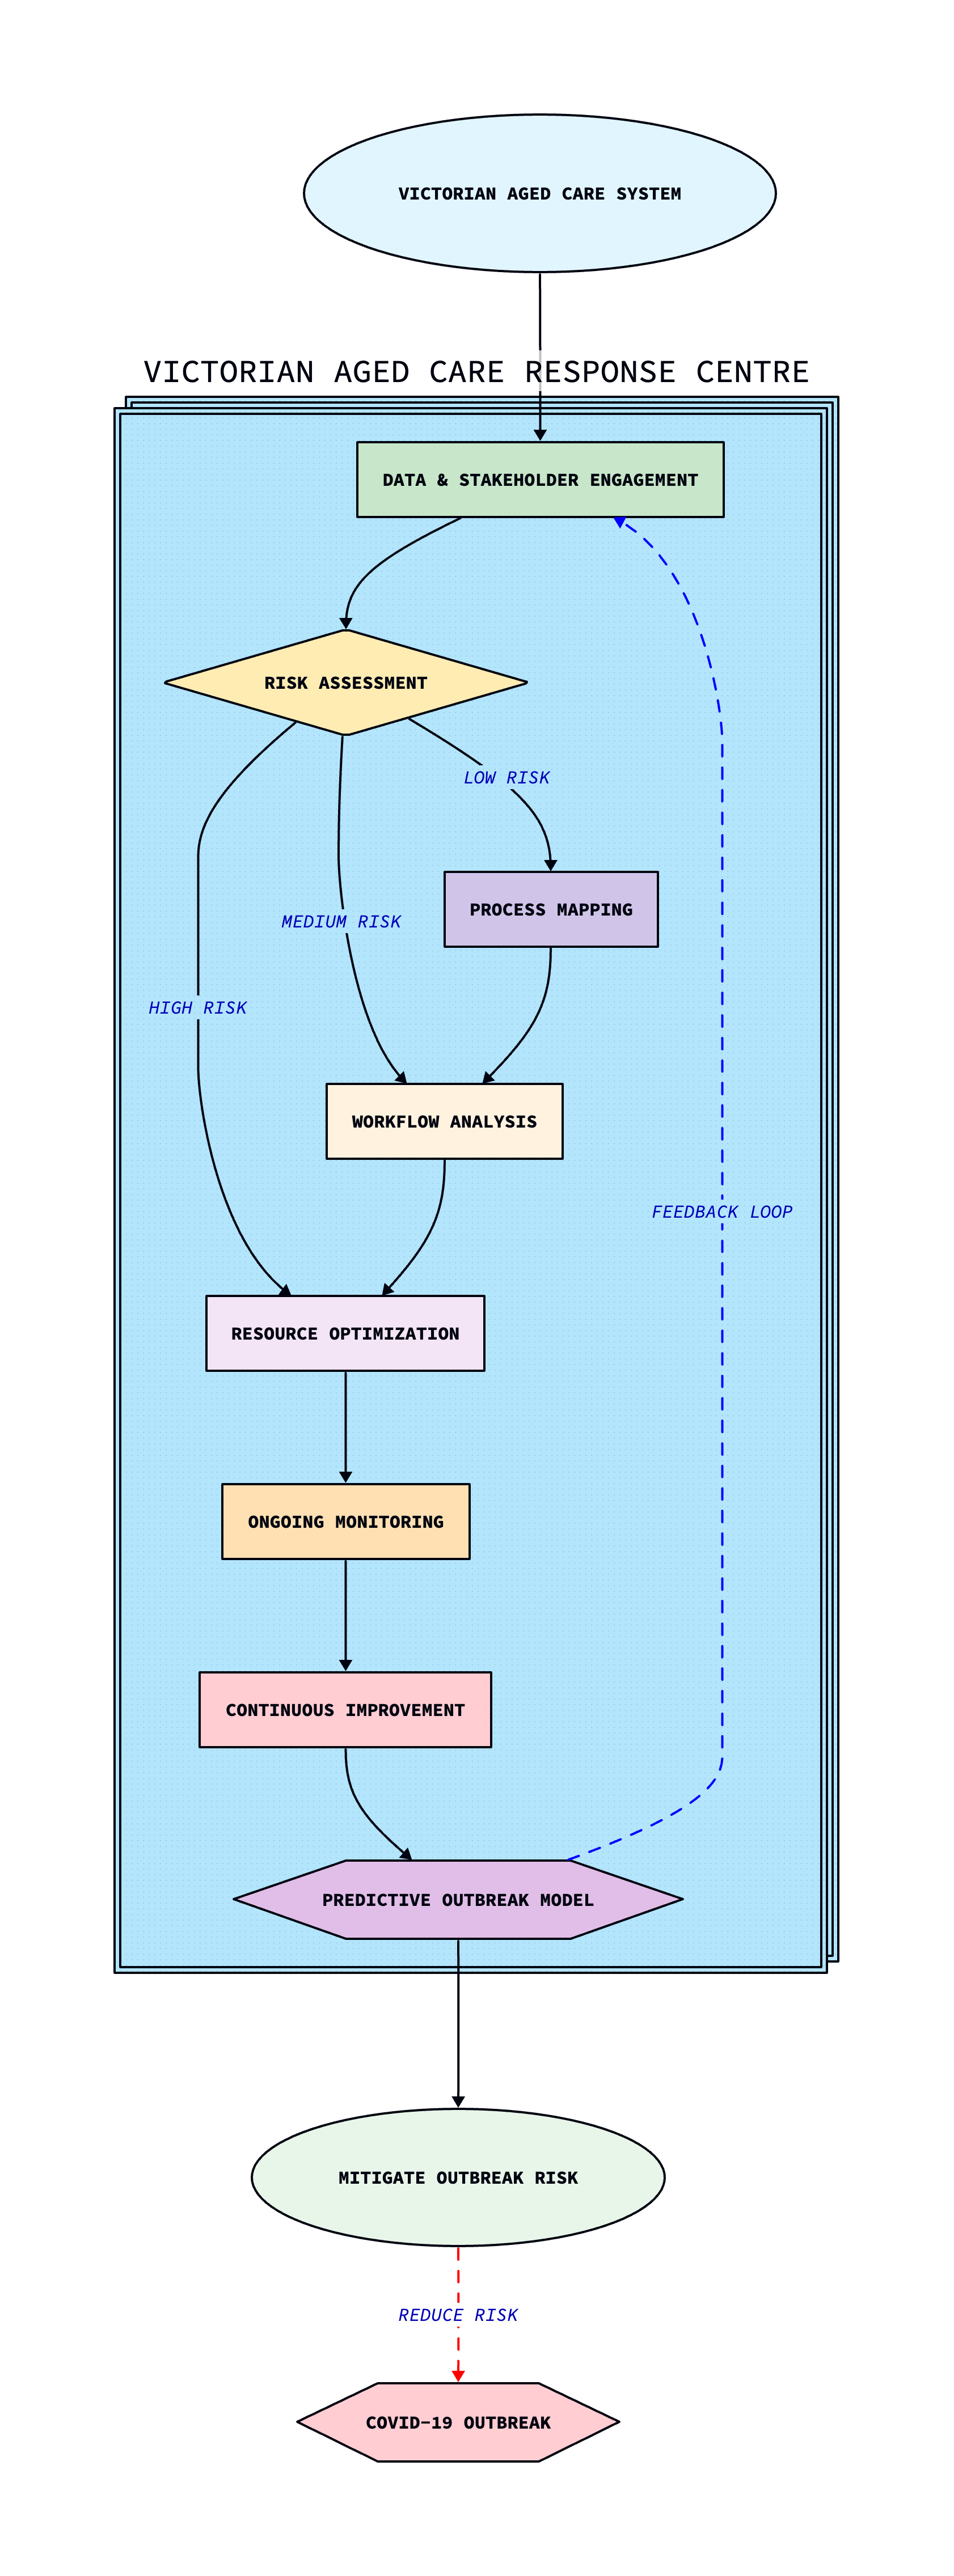 VICTORIAN AGED CARE SYSTEM
VICTORIAN AGED CARE RESPONSE CENTRE
DATA & STAKEHOLDER ENGAGEMENT
RISK ASSESSMENT
LOW RISK
PROCESS MAPPING
MEDIUM RISK
HIGH RISK
WORKFLOW ANALYSIS
FEEDBACK LOOP
RESOURCE OPTIMIZATION
ONGOING MONITORING
CONTINUOUS IMPROVEMENT
PREDICTIVE OUTBREAK MODEL
MITIGATE OUTBREAK RISK
REDUCE RISK
COVID-19 OUTBREAK